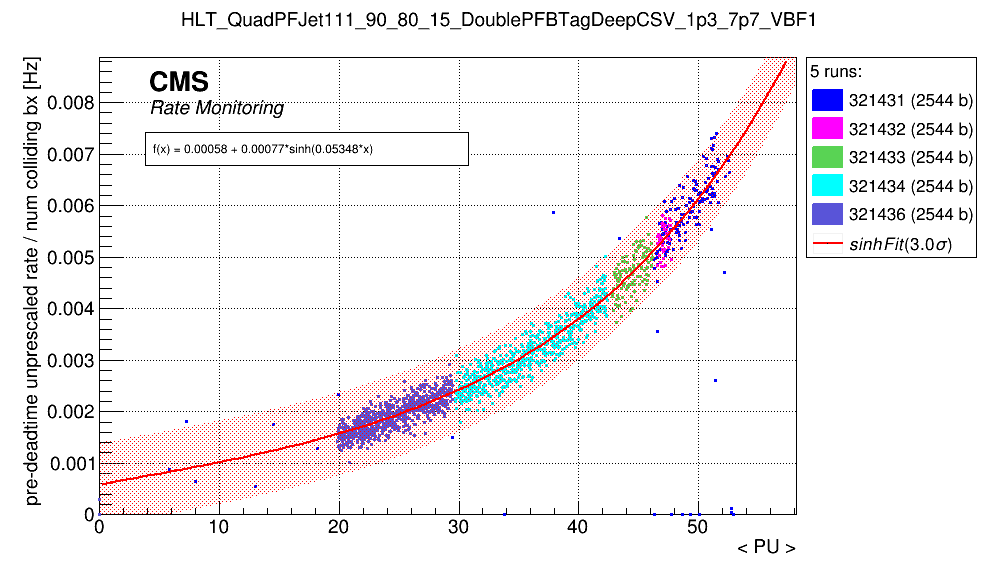 HLT_QuadPFJet111_90_80_15_DoublePFBTagDeepCSV_1p3_7p7_VBF1
pre-deadtime unprescaled rate / num colliding bx [Hz]
0.008
0.007
0.006
0.005
0.004
0.003
0.002
0.001
0
CMS
Rate Monitoring
f(x) = 0.00058 + 0.00077*sinh(0.05348*x)
0 10 20 30 40 50
< PU >
5 runs:
321431 (2544 b)
321432 (2544 b)
321433 (2544 b)
321434 (2544 b)
321436 (2544 b)
sinhFit(3.0σ)